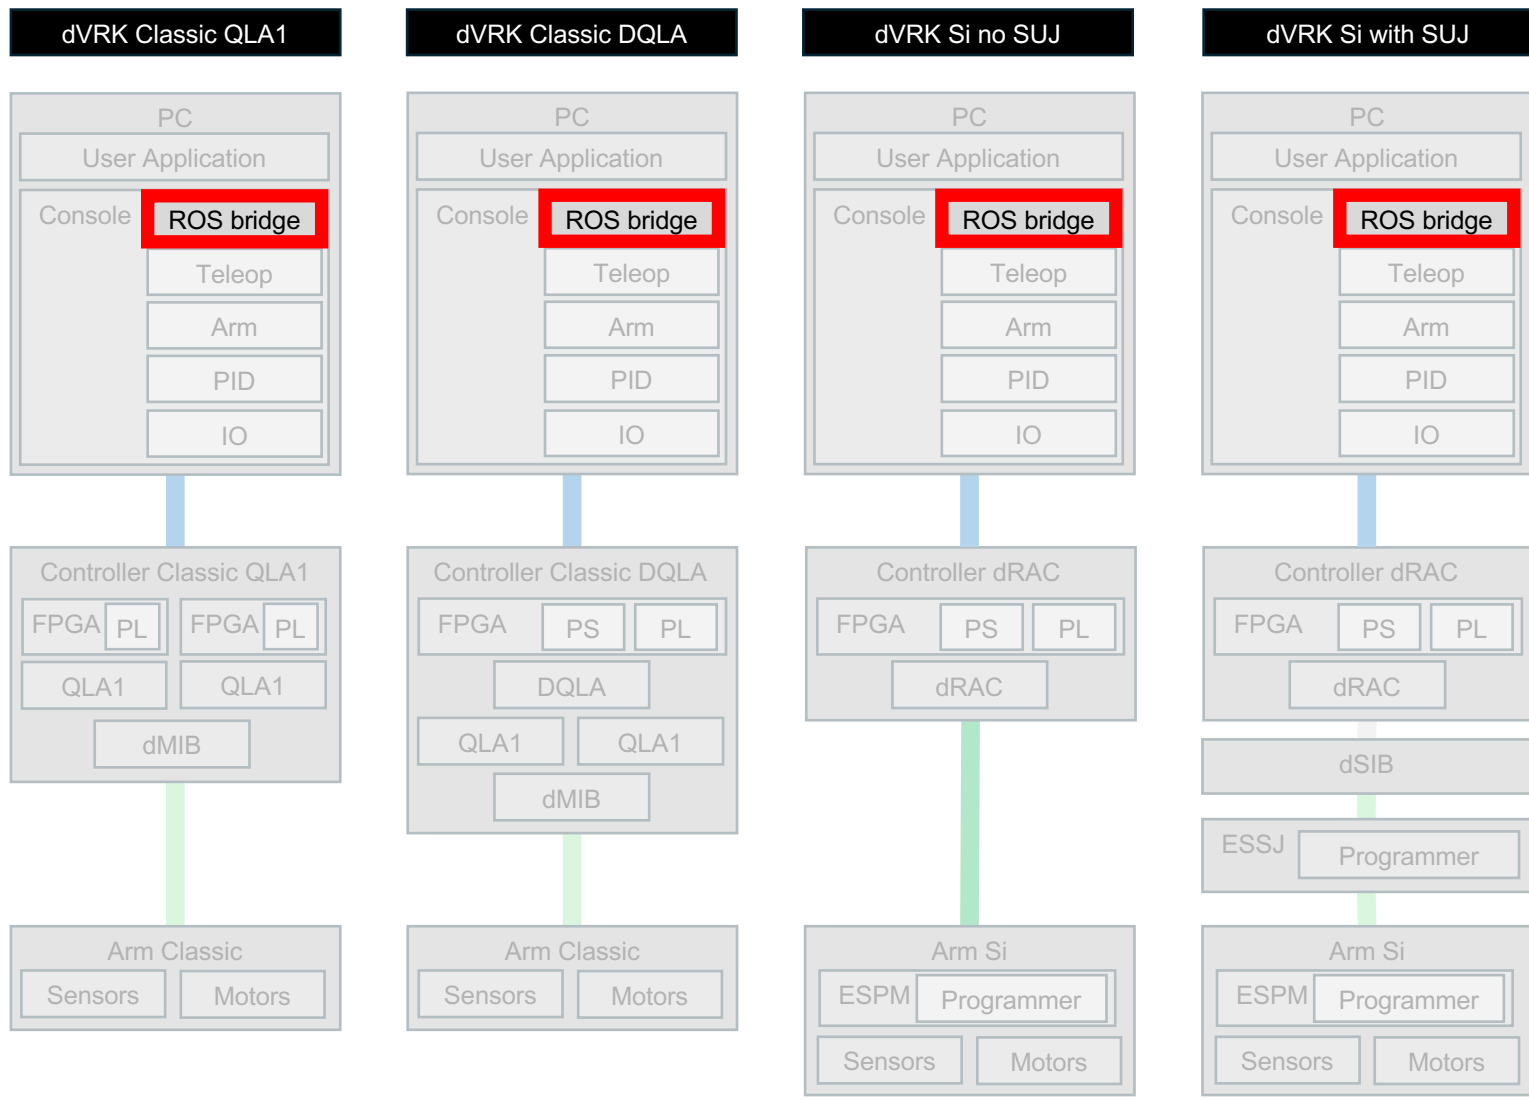 dVRK Classic QLA1
PC
User Application
Console
ROS bridge
Teleop
Arm
PID
IO
Controller Classic QLA1
FPGA PL FPGA PL
QLA1 QLA1
dMIB
Arm Classic
Sensors Motors
dVRK Classic DQLA
PC
User Application
Console
ROS bridge
Teleop
Arm
PID
IO
Controller Classic DQLA
FPGA PS PL
DQLA
QLA1 QLA1
dMIB
Arm Classic
Sensors Motors
dVRK Si no SUJ
PC
User Application
Console
ROS bridge
Teleop
Arm
PID
IO
Controller dRAC
FPGA PS PL
dRAC
Arm Si
ESPM Programmer
Sensors Motors
dVRK Si with SUJ
PC
User Application
Console
ROS bridge
Teleop
Arm
PID
IO
Controller dRAC
FPGA PS PL
dRAC
dSIB
ESSJ Programmer
Arm Si
ESPM Programmer
Sensors Motors